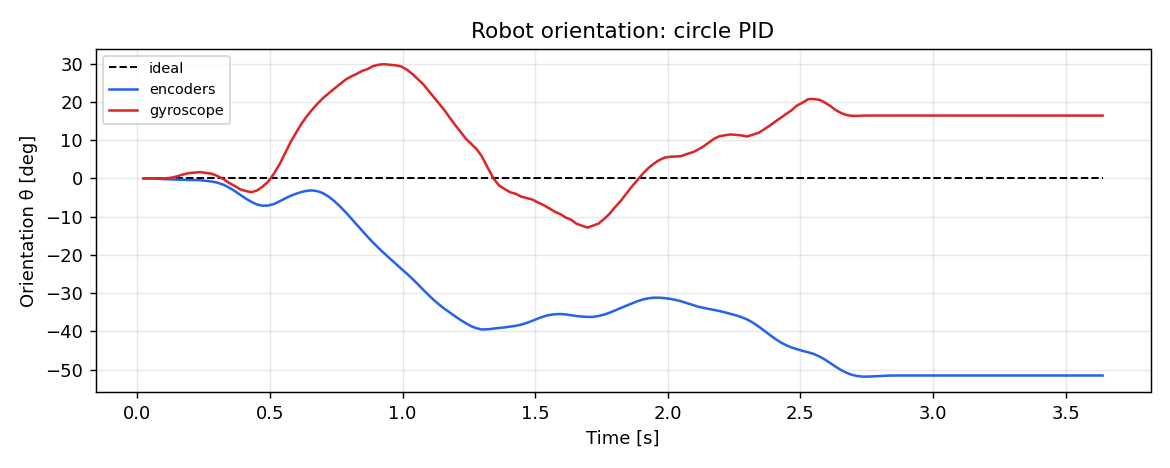 Robot orientation: circle PID
ideal
encoders
gyroscope
Orientation θ [deg]
30
20
10
0
−10
−20
−30
−40
−50
0.0 0.5 1.0 1.5 2.0 2.5 3.0 3.5
Time [s]